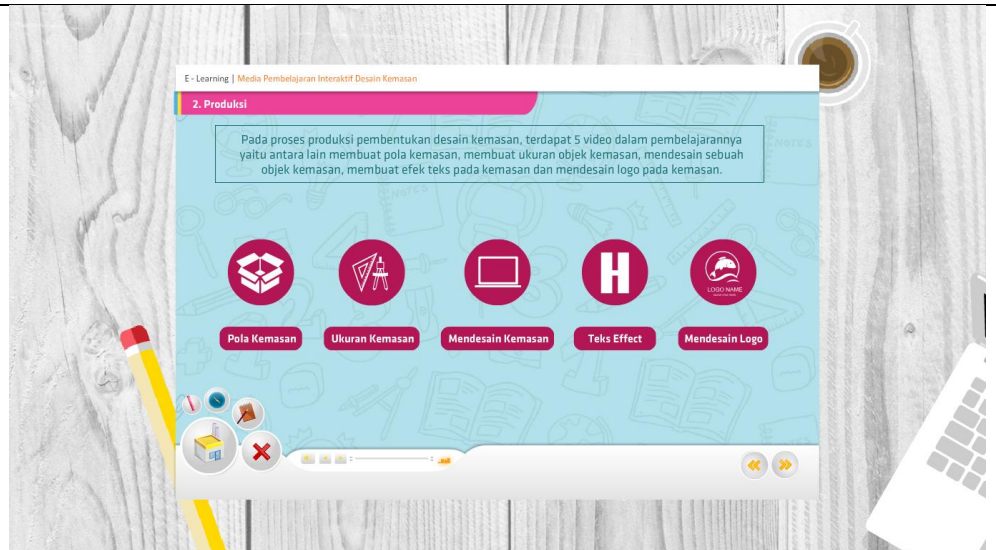 E - Learning | Media Pembelajaran Interaktif Desain Kemasan
2. Produksi
Pada proses produksi pembentukan desain kemasan, terdapat 5 video dalam pembelajarannya
yaitu antara lain membuat pola kemasan, membuat ukuran objek kemasan, mendesain sebuah
objek kemasan, membuat efek teks pada kemasan dan mendesain logo pada kemasan.
H
LOGO NAME
Pola Kemasan
Ukuran Kemasan
Mendesain Kemasan
Teks Effect
Mendesain Logo